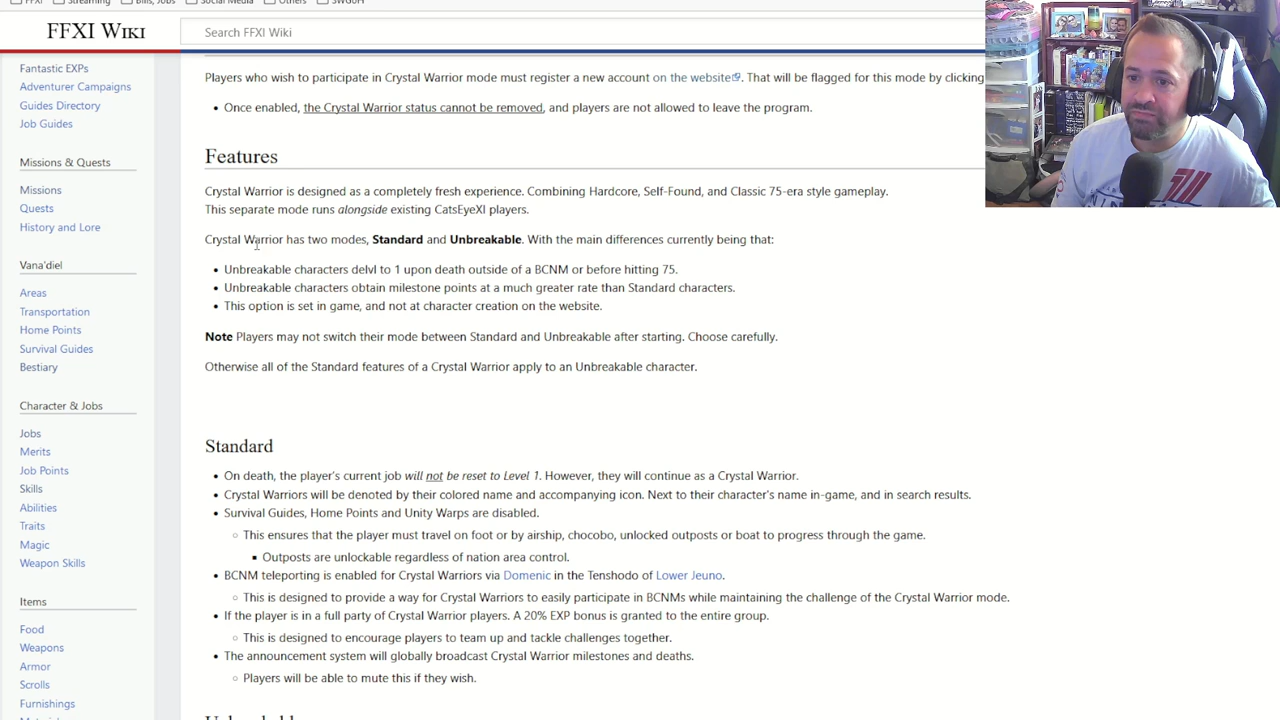 FFXI Streaming Bills, Jobs Social Media Others SWGoH
FFXI WIKI
Search FFXI Wiki
Fantastic EXPs
Adventurer Campaigns
Guides Directory
Job Guides
Missions & Quests
Missions
Quests
History and Lore
Vana'diel
Areas
Transportation
Home Points
Survival Guides
Bestiary
Character & Jobs
Jobs
Merits
Job Points
Skills
Abilities
Traits
Magic
Weapon Skills
Items
Food
Weapons
Armor
Scrolls
Furnishings
Players who wish to participate in Crystal Warrior mode must register a new account on the website. That will be flagged for this mode by clicking
• Once enabled, the Crystal Warrior status cannot be removed, and players are not allowed to leave the program.
Features
Crystal Warrior is designed as a completely fresh experience. Combining Hardcore, Self-Found, and Classic 75-era style gameplay.
This separate mode runs alongside existing CatsEyeXI players.
Crystal Warrior has two modes, Standard and Unbreakable. With the main differences currently being that:
• Unbreakable characters delvl to 1 upon death outside of a BCNM or before hitting 75.
• Unbreakable characters obtain milestone points at a much greater rate than Standard characters.
• This option is set in game, and not at character creation on the website.
Note Players may not switch their mode between Standard and Unbreakable after starting. Choose carefully.
Otherwise all of the Standard features of a Crystal Warrior apply to an Unbreakable character.
Standard
• On death, the player's current job will not be reset to Level 1. However, they will continue as a Crystal Warrior.
• Crystal Warriors will be denoted by their colored name and accompanying icon. Next to their character's name in-game, and in search results.
• Survival Guides, Home Points and Unity Warps are disabled.
◦ This ensures that the player must travel on foot or by airship, chocobo, unlocked outposts or boat to progress through the game.
▪ Outposts are unlockable regardless of nation area control.
• BCNM teleporting is enabled for Crystal Warriors via Domenic in the Tenshodo of Lower Jeuno.
◦ This is designed to provide a way for Crystal Warriors to easily participate in BCNMs while maintaining the challenge of the Crystal Warrior mode.
• If the player is in a full party of Crystal Warrior players. A 20% EXP bonus is granted to the entire group.
◦ This is designed to encourage players to team up and tackle challenges together.
• The announcement system will globally broadcast Crystal Warrior milestones and deaths.
◦ Players will be able to mute this if they wish.